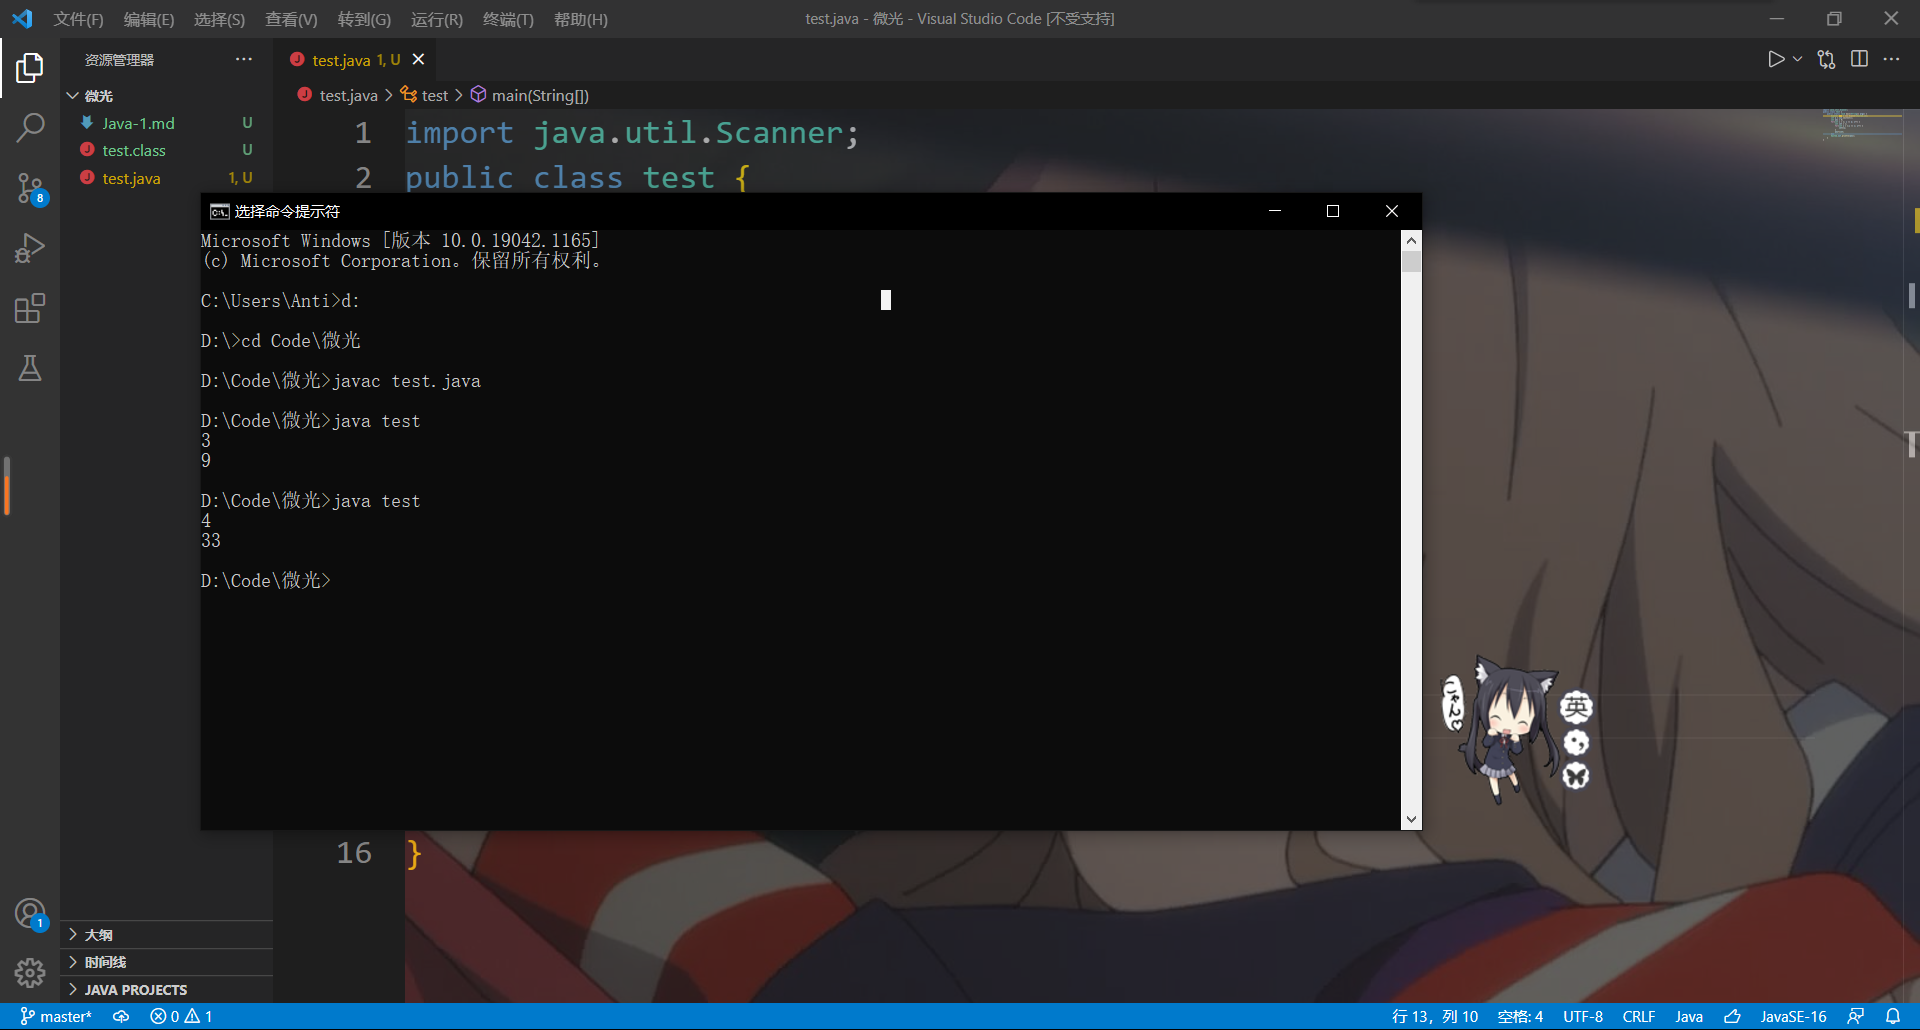 文件(F) 编辑(E) 选择(S) 查看(V) 转到(G) 运行(R) 终端(T) 帮助(H)
test.java - 微光 - Visual Studio Code [不受支持]
资源管理器
test.java 1, U
微光
test.java > test > main(String[])
Java-1.md U
test.class U
test.java 1, U
1 import java.util.Scanner;
2 public class test {
选择命令提示符
Microsoft Windows [版本 10.0.19042.1165]
(c) Microsoft Corporation。保留所有权利。
C:\Users\Anti>d:
D:\>cd Code\微光
D:\Code\微光>javac test.java
D:\Code\微光>java test
3
9
D:\Code\微光>java test
4
33
D:\Code\微光>
8
英
16 }
1
大纲
时间线
JAVA PROJECTS
master* 0 1
行 13，列 10 空格: 4 UTF-8 CRLF Java JavaSE-16